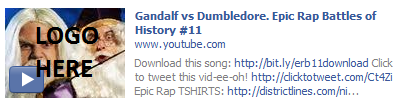 LOGO
HERE
Gandalf vs Dumbledore. Epic Rap Battles of
History #11
www.youtube.com
Download this song: http://bit.ly/erb11download Click
to tweet this vid-ee-oh! http://clicktotweet.com/Ct4Zi
Epic Rap TSHIRTS: http://districtlines.com/ni...